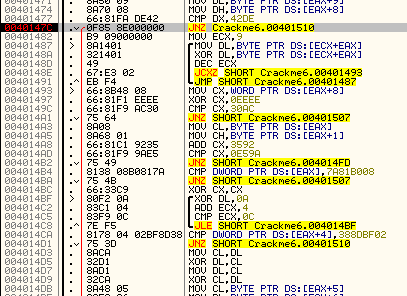 00401471 8A50 09 MOV DL,BYTE PTR DS:[EAX+9]
00401474 8A70 08 MOV DH,BYTE PTR DS:[EAX+8]
00401477 66:81FA DE42 CMP DX,42DE
0040147C 0F85 8E000000 JNZ Crackme6.00401510
00401482 B9 09000000 MOV ECX,9
00401487 8A1401 MOV DL,BYTE PTR DS:[ECX+EAX]
0040148A 321401 XOR DL,BYTE PTR DS:[ECX+EAX]
0040148D 49 DEC ECX
0040148E 67:E3 02 JCXZ SHORT Crackme6.00401493
00401491 EB F4 JMP SHORT Crackme6.00401487
00401493 66:8B48 08 MOV CX,WORD PTR DS:[EAX+8]
00401497 66:81F1 EEEE XOR CX,0EEEE
0040149C 66:81F9 AC30 CMP CX,30AC
004014A1 75 64 JNZ SHORT Crackme6.00401507
004014A3 8A08 MOV CL,BYTE PTR DS:[EAX]
004014A5 8A68 01 MOV CH,BYTE PTR DS:[EAX+1]
004014A8 66:81C1 9235 ADD CX,3592
004014AD 66:81F9 9AE5 CMP CX,0E59A
004014B2 75 49 JNZ SHORT Crackme6.004014FD
004014B4 8138 08B0817A CMP DWORD PTR DS:[EAX],7A81B008
004014BA 75 4B JNZ SHORT Crackme6.00401507
004014BC 66:33C9 XOR CX,CX
004014BF 80F2 0A XOR DL,0A
004014C2 83C1 04 ADD ECX,4
004014C5 83F9 0C CMP ECX,0C
004014C8 7E F5 JLE SHORT Crackme6.004014BF
004014CA 8178 04 02BF8D38 CMP DWORD PTR DS:[EAX+4],388DBF02
004014D1 75 3D JNZ SHORT Crackme6.00401510
004014D3 8ACA MOV CL,DL
004014D5 32D1 XOR DL,CL
004014D7 8AD1 MOV DL,CL
004014D9 32CA XOR CL,DL
004014DB 8A48 05 MOV CL,BYTE PTR DS:[EAX+5]